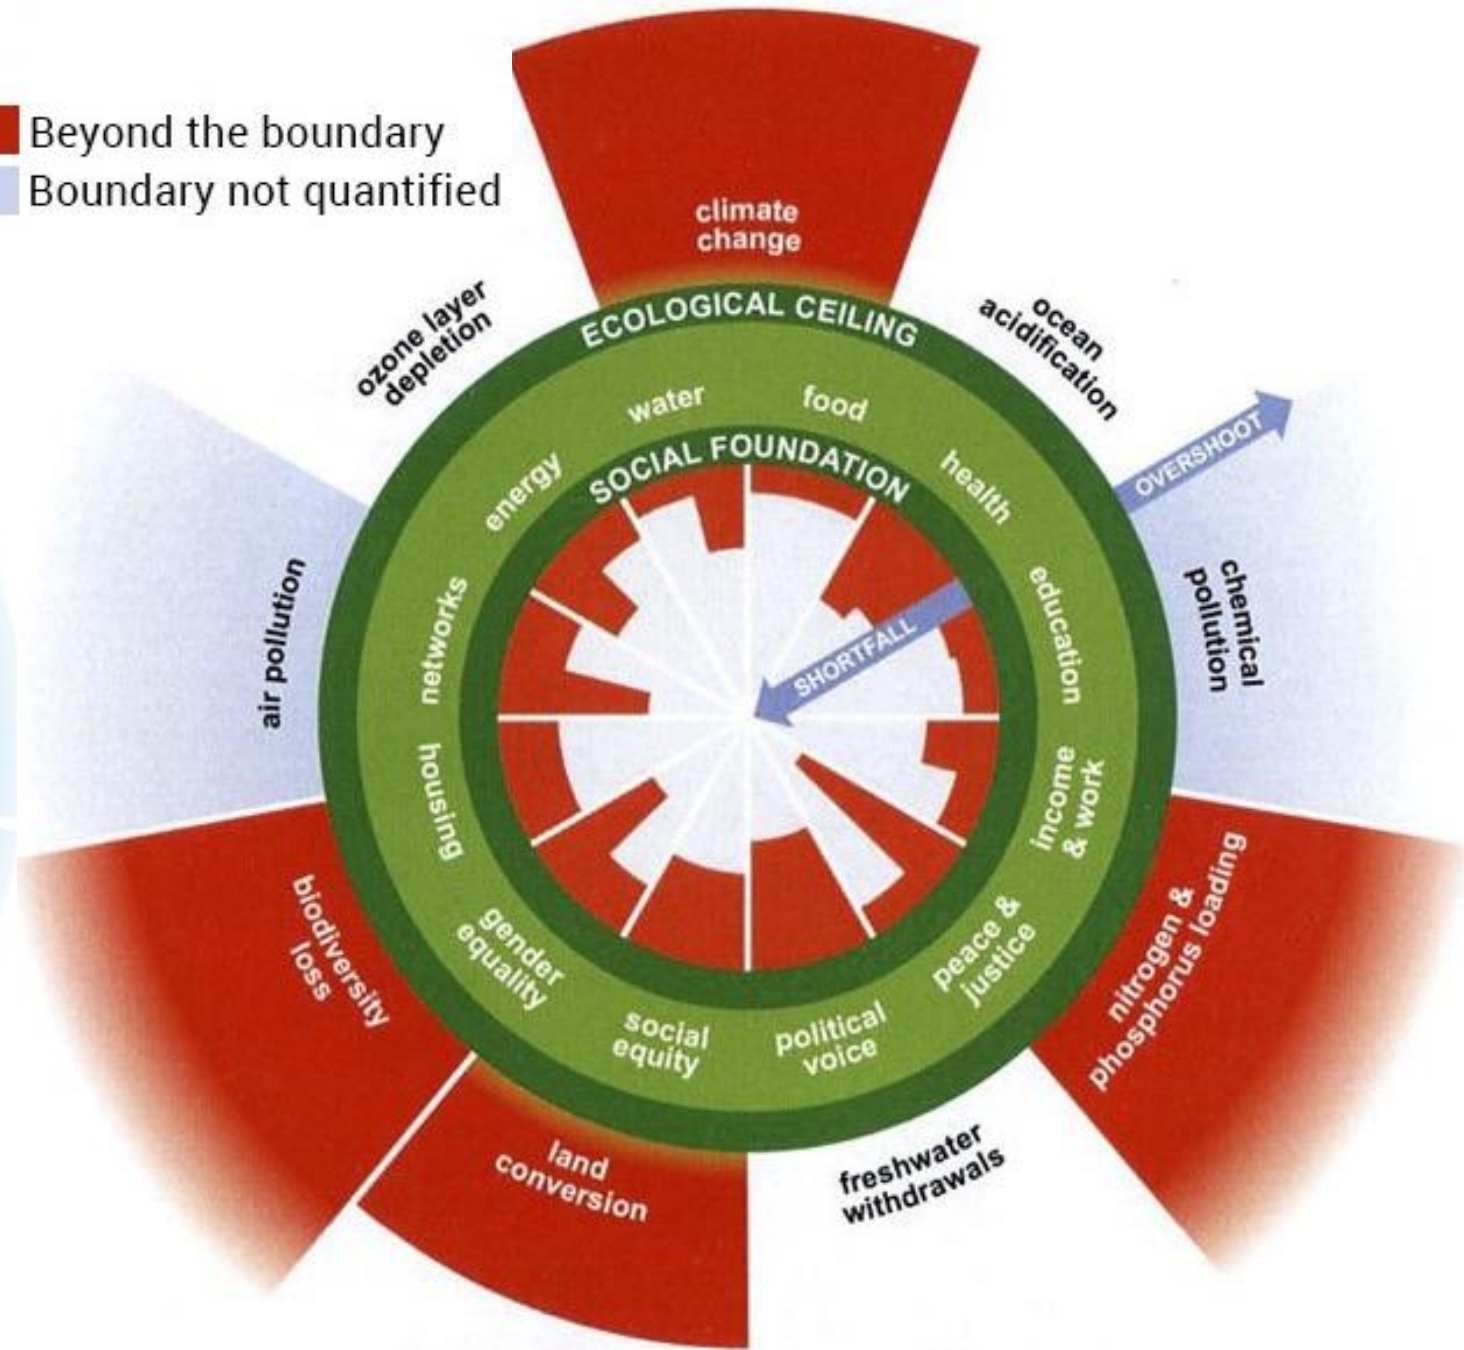 Beyond the boundary
Boundary not quantified
climate
change
ozone layer
depletion
ocean
acidification
ECOLOGICAL CEILING
water
food
energy
health
SOCIAL FOUNDATION
OVERSHOOT
networks
education
SHORTFALL
air pollution
chemical
pollution
housing
income
& work
biodiversity
loss
nitrogen &
phosphorus loading
gender
equality
peace &
justice
social
equity
political
voice
land
conversion
freshwater
withdrawals